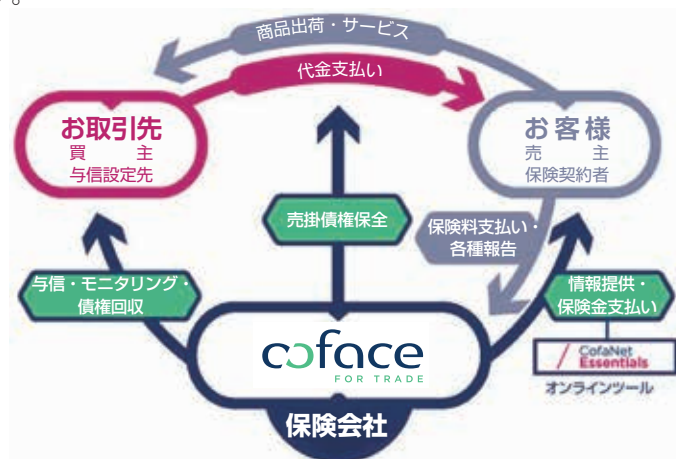 。
商品出荷・サービス
代金支払い
お取引先
買 主
与信設定先
お客様
売 主
保険契約者
売掛債権保全
保険料支払い・
各種報告
与信・モニタリング・
債権回収
情報提供・
保険金支払い
coface
FOR TRADE
CofaNet
Essentials
オンラインツール
保険会社